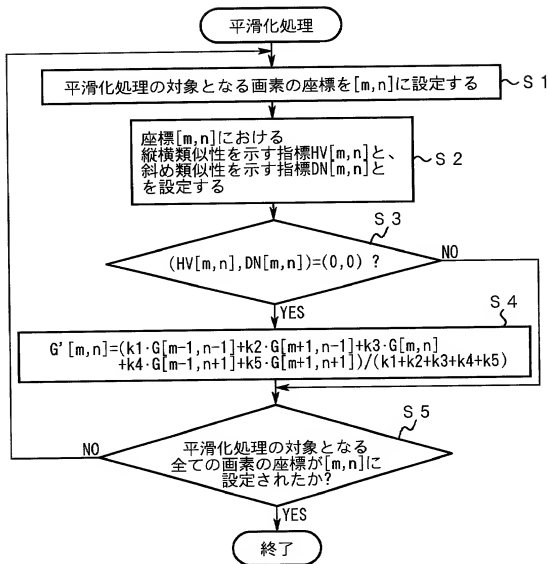 平滑化処理
平滑化処理の対象となる画素の座標を[m,n]に設定する
S1
座標[m,n]における
縦横類似性を示す指標HV[m,n]と、
斜め類似性を示す指標DN[m,n]と
を設定する
S2
S3
(HV[m,n],DN[m,n])=(0,0) ?
NO
YES
S4
G'[m,n]=(k1·G[m-1,n-1]+k2·G[m+1,n-1]+k3·G[m,n]
+k4·G[m-1,n+1]+k5·G[m+1,n+1])/(k1+k2+k3+k4+k5)
S5
NO
平滑化処理の対象となる
全ての画素の座標が[m,n]に
設定されたか?
YES
終了